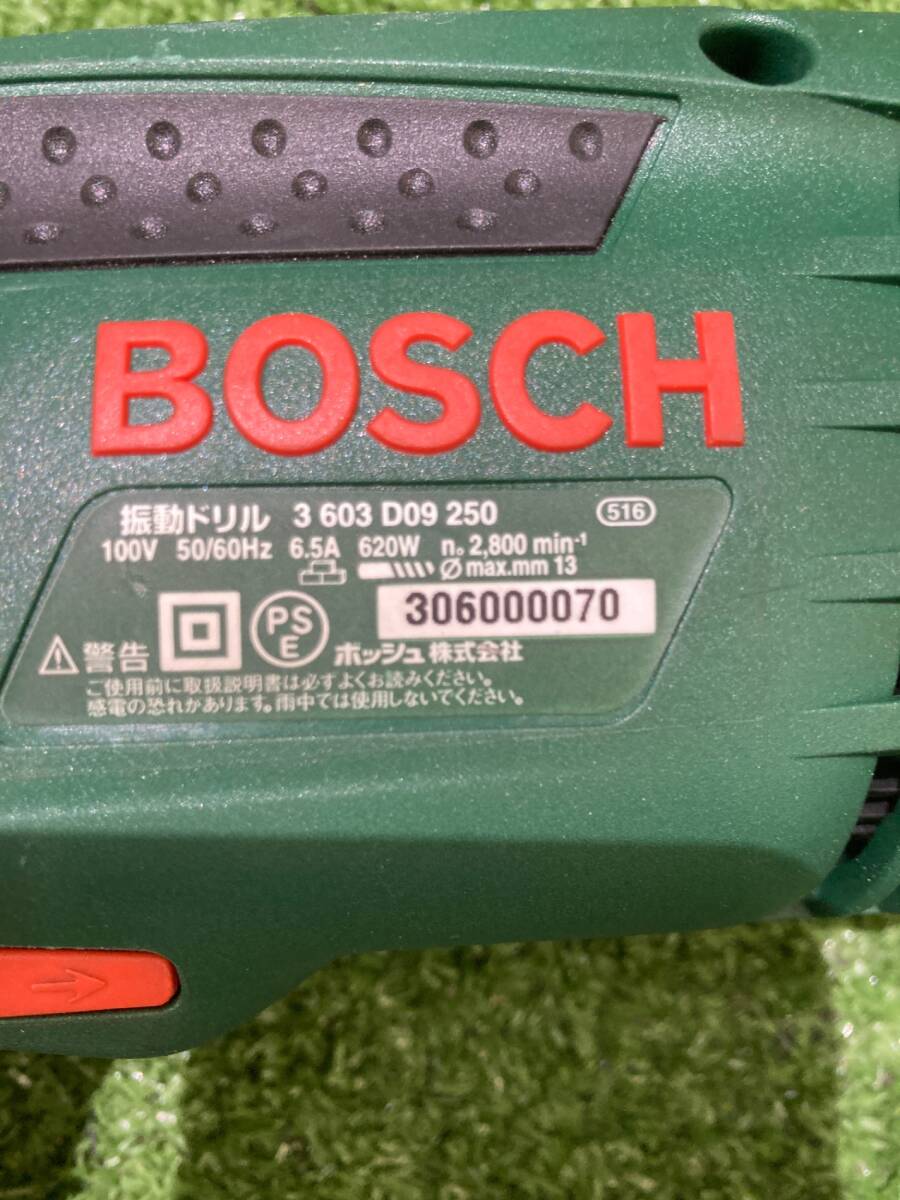 BOSCH
振動ドリル 3 603 D09 250 516
100V 50/60Hz 6.5A 620W n₀ 2,800 min⁻¹
Ø max.mm 13
306000070
PS
E
ボッシュ株式会社
警告
ご使用前に取扱説明書は必ずよくお読みください。
感電の恐れがあります。雨中では使用しないでください。